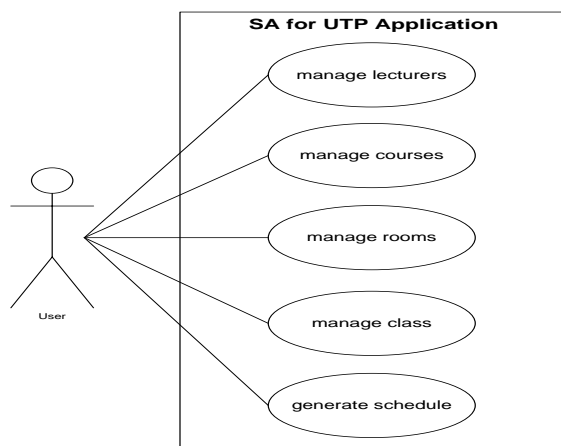 SA for UTP Application
manage lecturers
manage courses
manage rooms
manage class
generate schedule
User